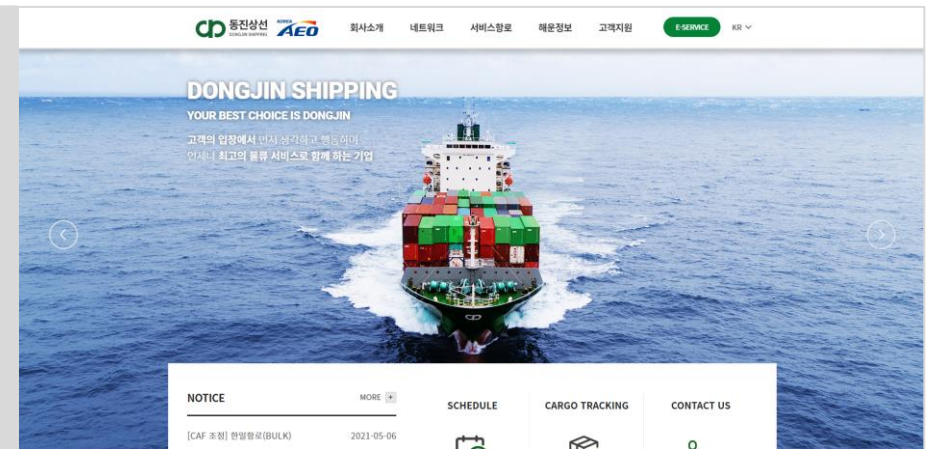 동진상선
DONGJIN SHIPPING
KOREA
AEO
회사소개 네트워크 서비스항로 해운정보 고객지원 E-SERVICE KR
DONGJIN SHIPPING
YOUR BEST CHOICE IS DONGJIN
고객의 입장에서 먼저 생각하고 행동하며
언제나 최고의 물류 서비스로 함께 하는 기업
NOTICE MORE +
SCHEDULE CARGO TRACKING CONTACT US
[CAF 조정] 한일항로(BULK) 2021-05-06